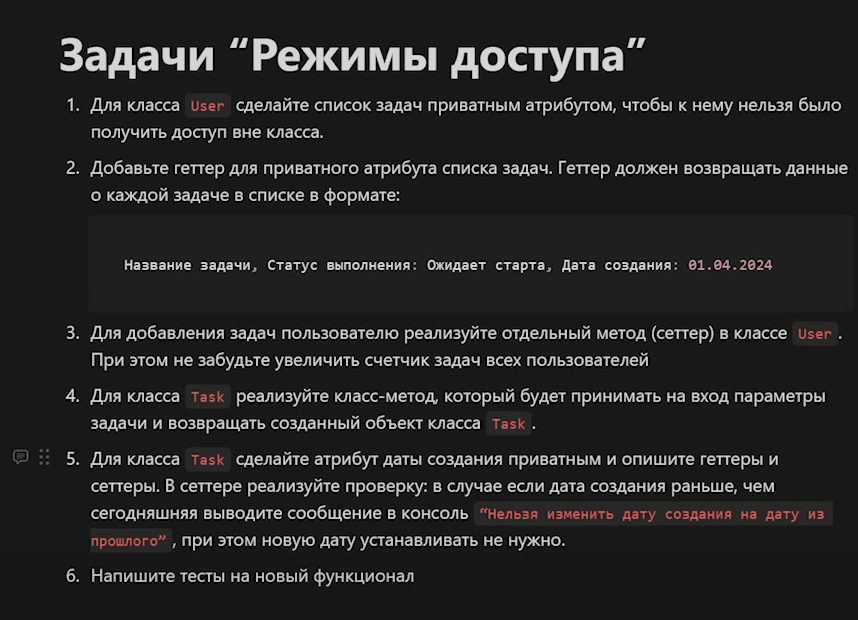 Задачи “Режимы доступа”
1. Для класса User сделайте список задач приватным атрибутом, чтобы к нему нельзя было
получить доступ вне класса.
2. Добавьте геттер для приватного атрибута списка задач. Геттер должен возвращать данные
о каждой задаче в списке в формате:
Название задачи, Статус выполнения: Ожидает старта, Дата создания: 01.04.2024
3. Для добавления задач пользователю реализуйте отдельный метод (сеттер) в классе User.
При этом не забудьте увеличить счетчик задач всех пользователей
4. Для класса Task реализуйте класс-метод, который будет принимать на вход параметры
задачи и возвращать созданный объект класса Task.
5. Для класса Task сделайте атрибут даты создания приватным и опишите геттеры и
сеттеры. В сеттере реализуйте проверку: в случае если дата создания раньше, чем
сегодняшняя выводите сообщение в консоль “Нельзя изменить дату создания на дату из
прошлого”, при этом новую дату устанавливать не нужно.
6. Напишите тесты на новый функционал